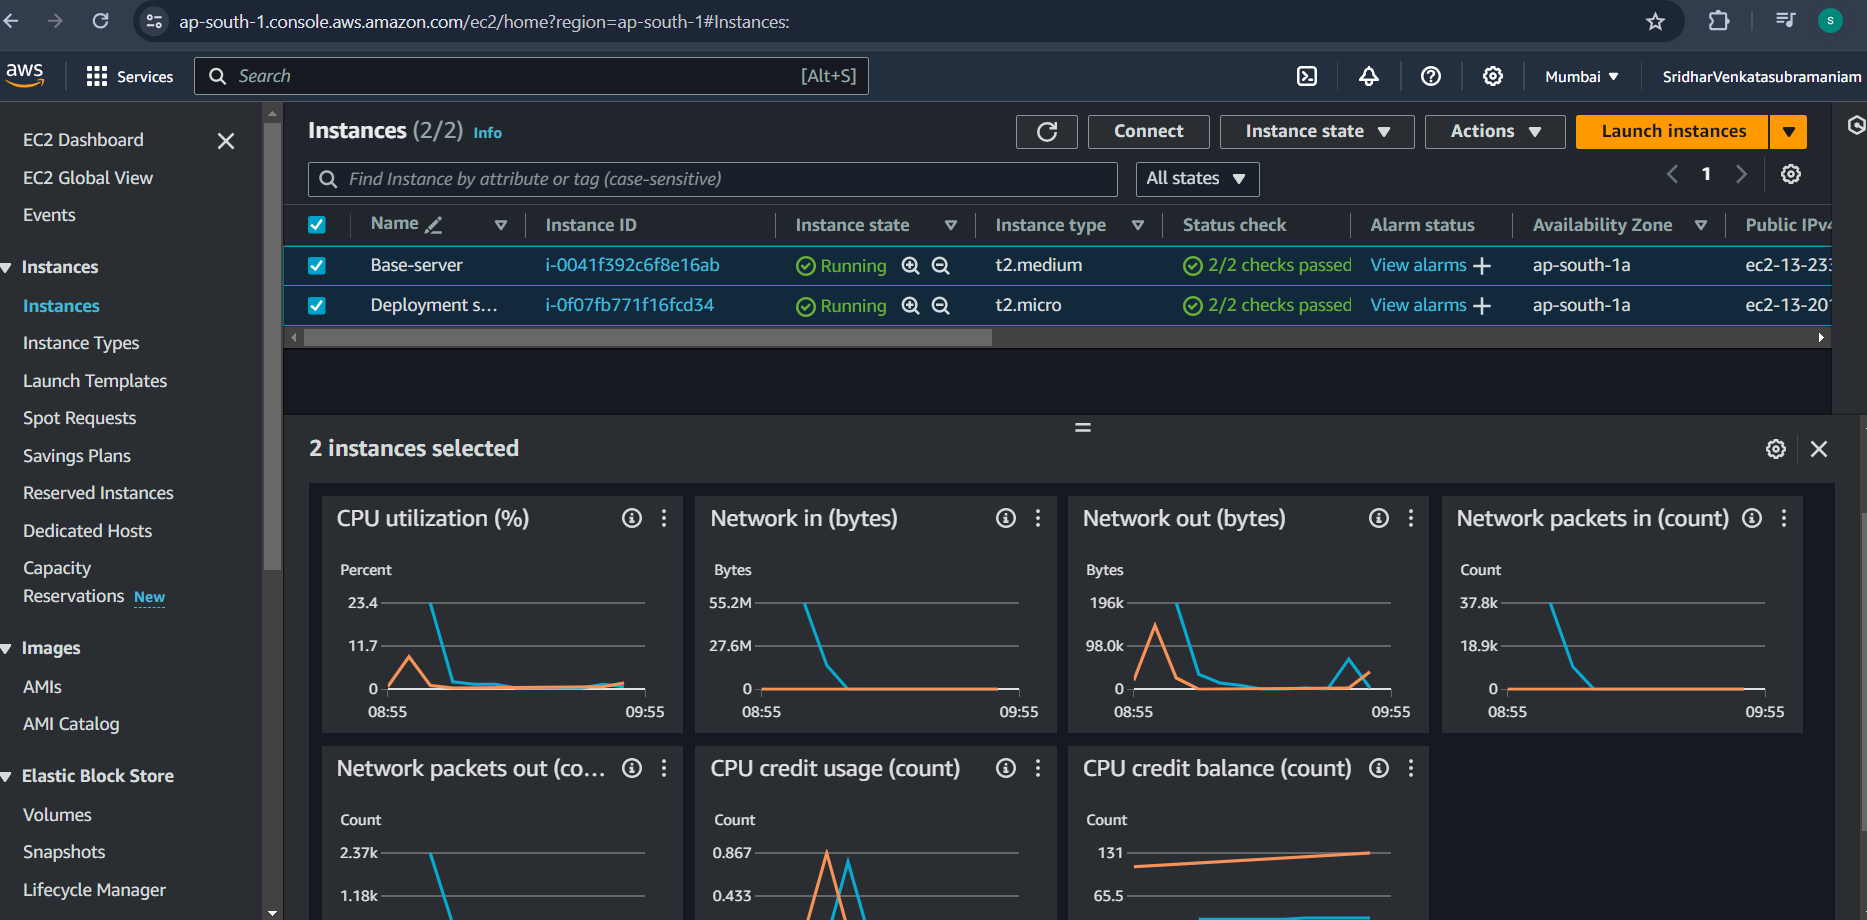 ap-south-1.console.aws.amazon.com/ec2/home?region=ap-south-1#Instances:
S
aws
Services
Search
[Alt+S]
Mumbai
SridharVenkatasubramaniam
EC2 Dashboard
EC2 Global View
Events
Instances
Instances
Instance Types
Launch Templates
Spot Requests
Savings Plans
Reserved Instances
Dedicated Hosts
Capacity
Reservations New
Images
AMIs
AMI Catalog
Elastic Block Store
Volumes
Snapshots
Lifecycle Manager
Instances (2/2) Info
Connect
Instance state
Actions
Launch instances
Find Instance by attribute or tag (case-sensitive)
All states
1
Name Instance ID Instance state Instance type Status check Alarm status Availability Zone Public IPv4
Base-server i-0041f392c6f8e16ab Running t2.medium 2/2 checks passed View alarms + ap-south-1a ec2-13-233
Deployment s... i-0f07fb771f16fcd34 Running t2.micro 2/2 checks passed View alarms + ap-south-1a ec2-13-201
2 instances selected
CPU utilization (%)
Percent
23.4
11.7
0
08:55 09:55
Network in (bytes)
Bytes
55.2M
27.6M
0
08:55 09:55
Network out (bytes)
Bytes
196k
98.0k
0
08:55 09:55
Network packets in (count)
Count
37.8k
18.9k
0
08:55 09:55
Network packets out (co...
Count
2.37k
1.18k
CPU credit usage (count)
Count
0.867
0.433
CPU credit balance (count)
Count
131
65.5